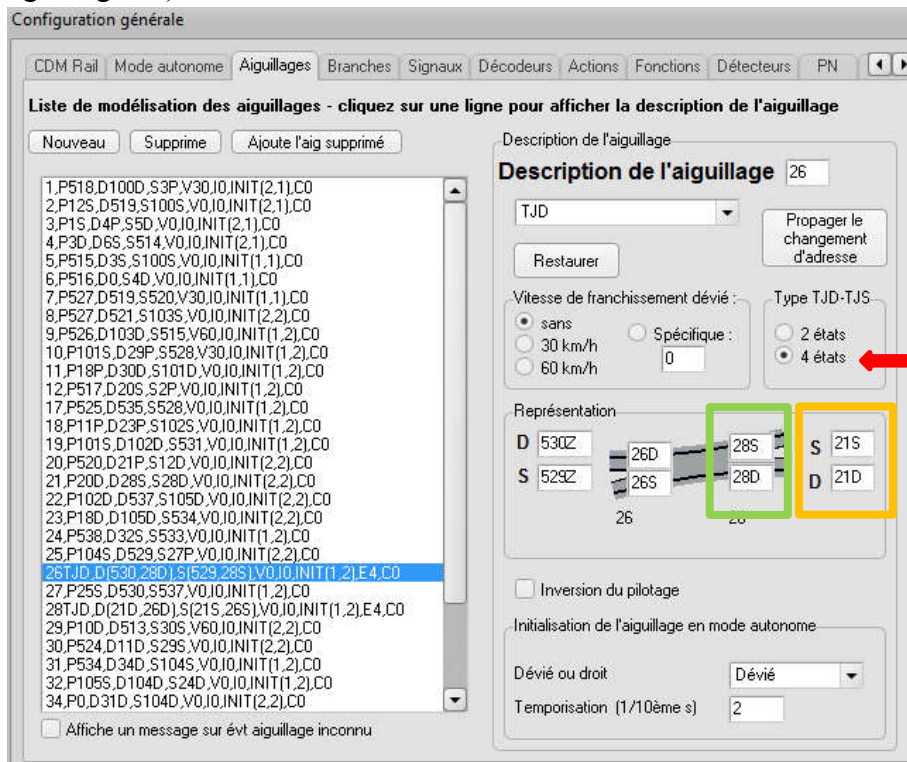 Configuration générale
CDM Rail Mode autonome Aiguillages Branches Signaux Décodeurs Actions Fonctions Détecteurs PN
Liste de modélisation des aiguillages - cliquez sur une ligne pour afficher la description de l'aiguillage
Nouveau Supprime Ajoute l'aig supprimé
1,P518,D100D,S3P,V30,I0,INIT(2,1),C0
2,P12S,D519,S100S,V0,I0,INIT(2,1),C0
3,P1S,D4P,S5D,V0,I0,INIT(2,1),C0
4,P3D,D6S,S514,V0,I0,INIT(2,1),C0
5,P515,D3S,S100S,V0,I0,INIT(1,1),C0
6,P516,D0,S4D,V0,I0,INIT(1,1),C0
7,P527,D519,S520,V30,I0,INIT(1,1),C0
8,P527,D521,S103S,V0,I0,INIT(2,2),C0
9,P526,D103D,S515,V60,I0,INIT(1,2),C0
10,P101S,D29P,S528,V30,I0,INIT(1,2),C0
11,P18P,D30D,S101D,V0,I0,INIT(1,2),C0
12,P517,D20S,S2P,V0,I0,INIT(1,2),C0
17,P525,D535,S528,V0,I0,INIT(1,2),C0
18,P11P,D23P,S102S,V0,I0,INIT(1,2),C0
19,P101S,D102D,S531,V0,I0,INIT(1,2),C0
20,P520,D21P,S12D,V0,I0,INIT(2,2),C0
21,P20D,D28S,S28D,V0,I0,INIT(2,2),C0
22,P102D,D537,S105D,V0,I0,INIT(2,2),C0
23,P18D,D105D,S534,V0,I0,INIT(2,2),C0
24,P538,D32S,S533,V0,I0,INIT(1,2),C0
25,P104S,D529,S27P,V0,I0,INIT(2,2),C0
26TJD,D(530,28D),S(529,28S),V0,I0,INIT(1,2),E4,C0
27,P25S,D530,S537,V0,I0,INIT(1,2),C0
28TJD,D(21D,26D),S(21S,26S),V0,I0,INIT(1,2),E4,C0
29,P10D,D513,S30S,V60,I0,INIT(2,2),C0
30,P524,D11D,S29S,V0,I0,INIT(2,2),C0
31,P534,D34D,S104S,V0,I0,INIT(2,2),C0
32,P105S,D104D,S24D,V0,I0,INIT(1,2),C0
34,P0,D31D,S104D,V0,I0,INIT(2,2),C0
Affiche un message sur évt aiguillage inconnu
Description de l'aiguillage
Description de l'aiguillage 26
TJD
Propager le
changement
d'adresse
Restaurer
Vitesse de franchissement dévié :
sans
30 km/h
60 km/h
Spécifique :
0
Type TJD-TJS
2 états
4 états
Représentation
D 530Z 26D 28S S 21S
S 529Z 26S 28D D 21D
26
Inversion du pilotage
Initialisation de l'aiguillage en mode autonome
Dévié ou droit Dévié
Temporisation (1/10ème s) 2